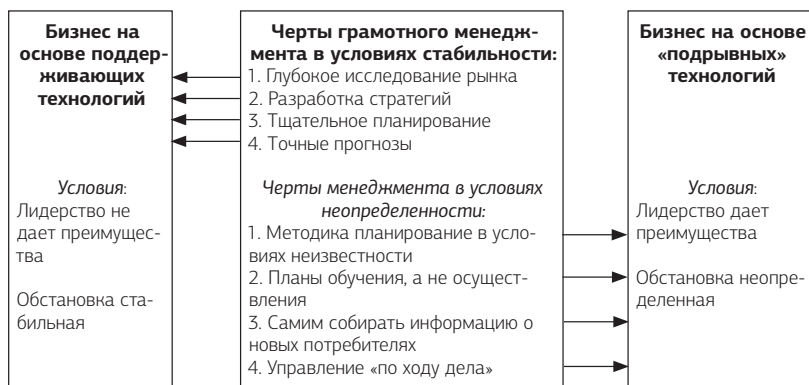 Бизнес на
основе поддер-
живающих
технологий
Условия:
Лидерство не
дает преимущес-
тва
Обстановка ста-
бильная
Черты грамотного менедж-
мента в условиях стабильности:
1. Глубокое исследование рынка
2. Разработка стратегий
3. Тщательное планирование
4. Точные прогнозы
Черты менеджмента в условиях
неопределенности:
1. Методика планирование в усло-
виях неизвестности
2. Планы обучения, а не осущест-
вления
3. Самим собирать информацию о
новых потребителях
4. Управление «по ходу дела»
Бизнес на основе
«подрывных»
технологий
Условия:
Лидерство дает
преимущества
Обстановка неопре-
деленная